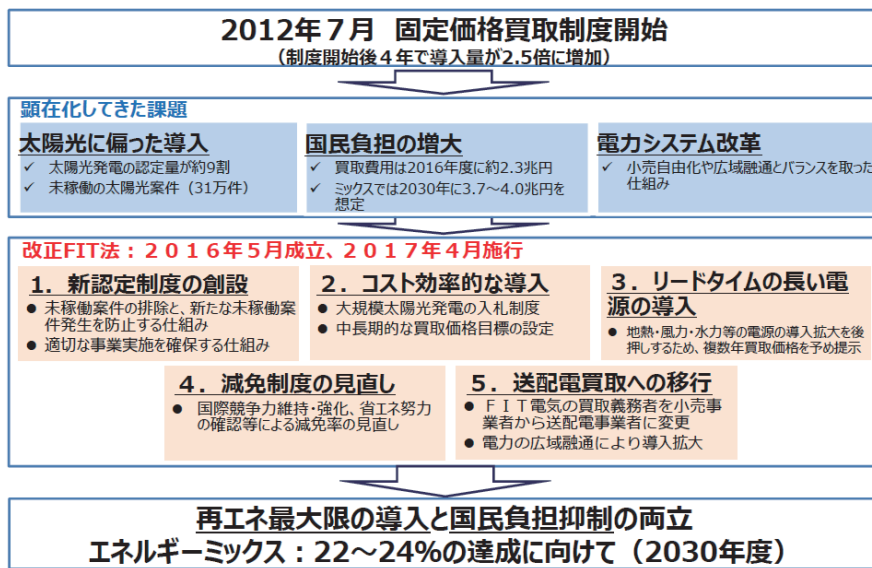 2012年７月 固定価格買取制度開始
（制度開始後４年で導入量が2.5倍に増加）
顕在化してきた課題
太陽光に偏った導入
✓ 太陽光発電の認定量が約9割
✓ 未稼働の太陽光案件（31万件）
国民負担の増大
✓ 買取費用は2016年度に約2.3兆円
✓ ミックスでは2030年に3.7～4.0兆円を
想定
電力システム改革
✓ 小売自由化や広域融通とバランスを取った
仕組み
改正FIT法：２０１６年５月成立、２０１７年４月施行
１．新認定制度の創設
● 未稼働案件の排除と、新たな未稼働案
件発生を防止する仕組み
● 適切な事業実施を確保する仕組み
２．コスト効率的な導入
● 大規模太陽光発電の入札制度
● 中長期的な買取価格目標の設定
３．リードタイムの長い電
源の導入
● 地熱・風力・水力等の電源の導入拡大を後
押しするため、複数年買取価格を予め提示
４．減免制度の見直し
● 国際競争力維持・強化、省エネ努力
の確認等による減免率の見直し
５．送配電買取への移行
● ＦＩＴ電気の買取義務者を小売事
業者から送配電事業者に変更
● 電力の広域融通により導入拡大
再エネ最大限の導入と国民負担抑制の両立
エネルギーミックス：22～24%の達成に向けて（2030年度）